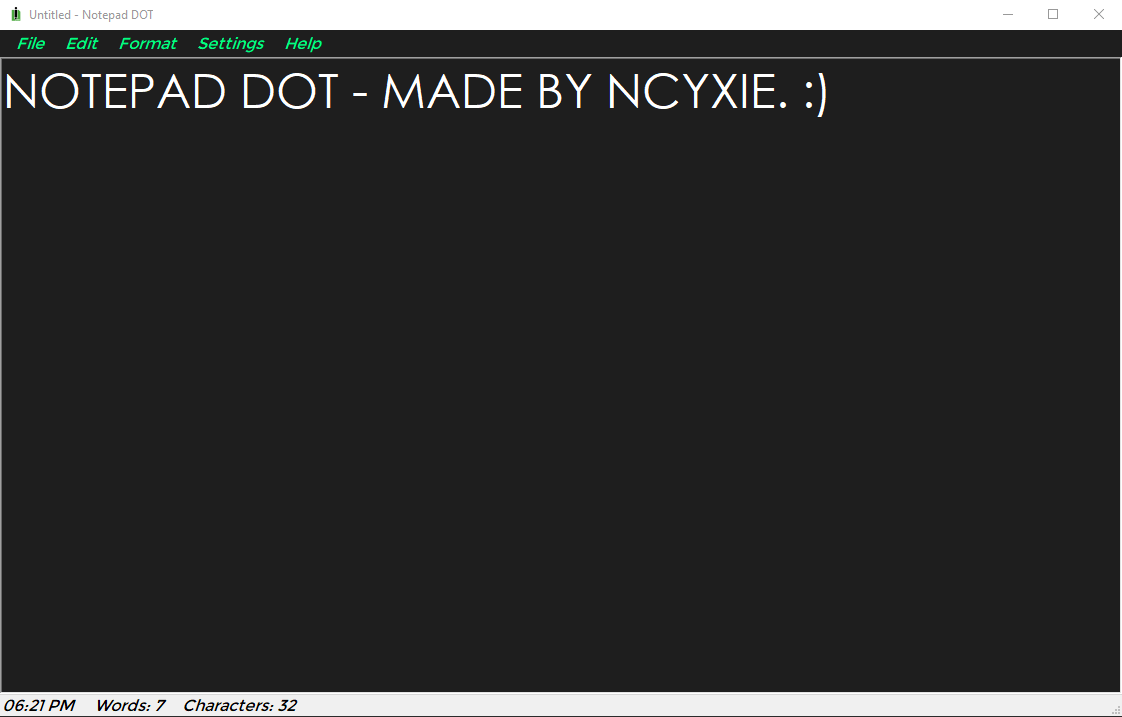 Untitled - Notepad DOT
File Edit Format Settings Help
NOTEPAD DOT - MADE BY NCYXIE. :)
06:21 PM Words: 7 Characters: 32